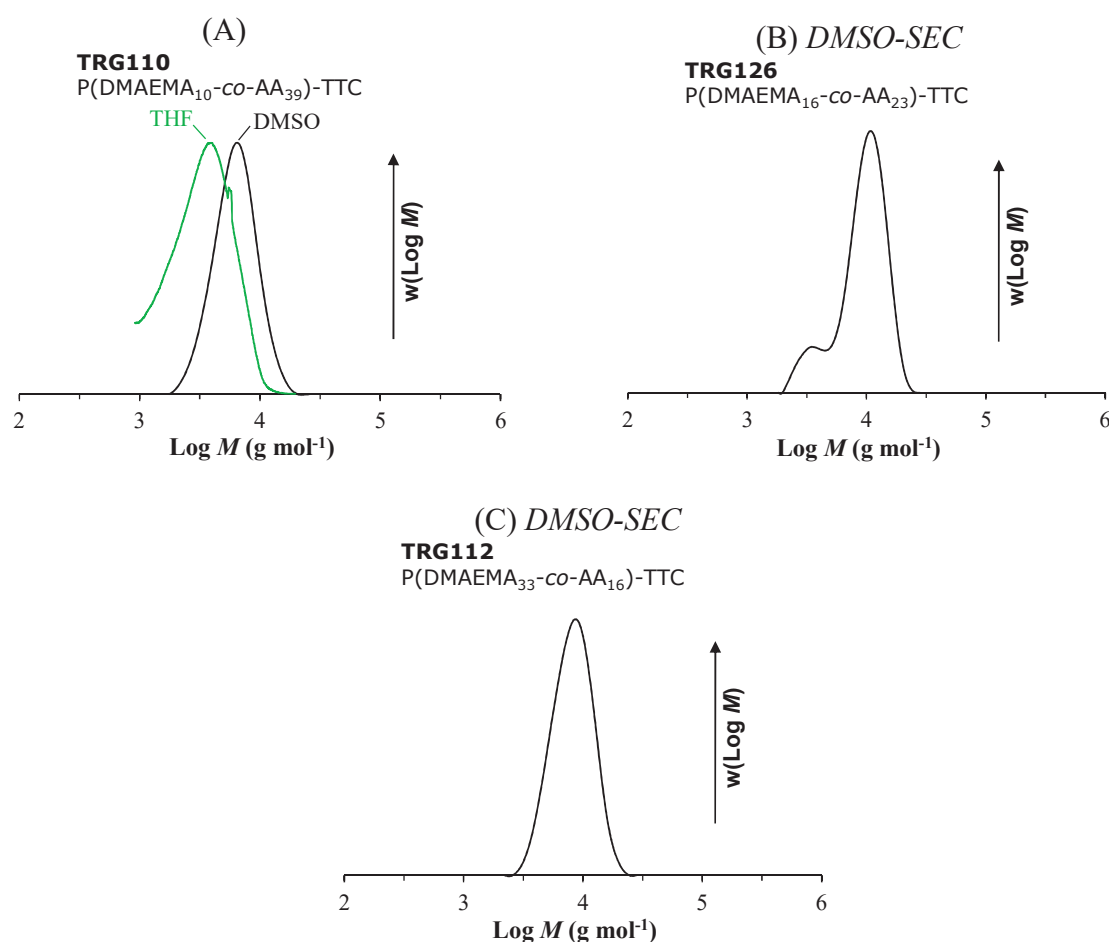 (A)
TRG110
P(DMAEMA₁₀-co-AA₃₉)-TTC
THF
DMSO
w(Log M)
2 3 4 5 6
Log M (g mol⁻¹)
(B) DMSO-SEC
TRG126
P(DMAEMA₁₆-co-AA₂₃)-TTC
w(Log M)
2 3 4 5 6
Log M (g mol⁻¹)
(C) DMSO-SEC
TRG112
P(DMAEMA₃₃-co-AA₁₆)-TTC
w(Log M)
2 3 4 5 6
Log M (g mol⁻¹)